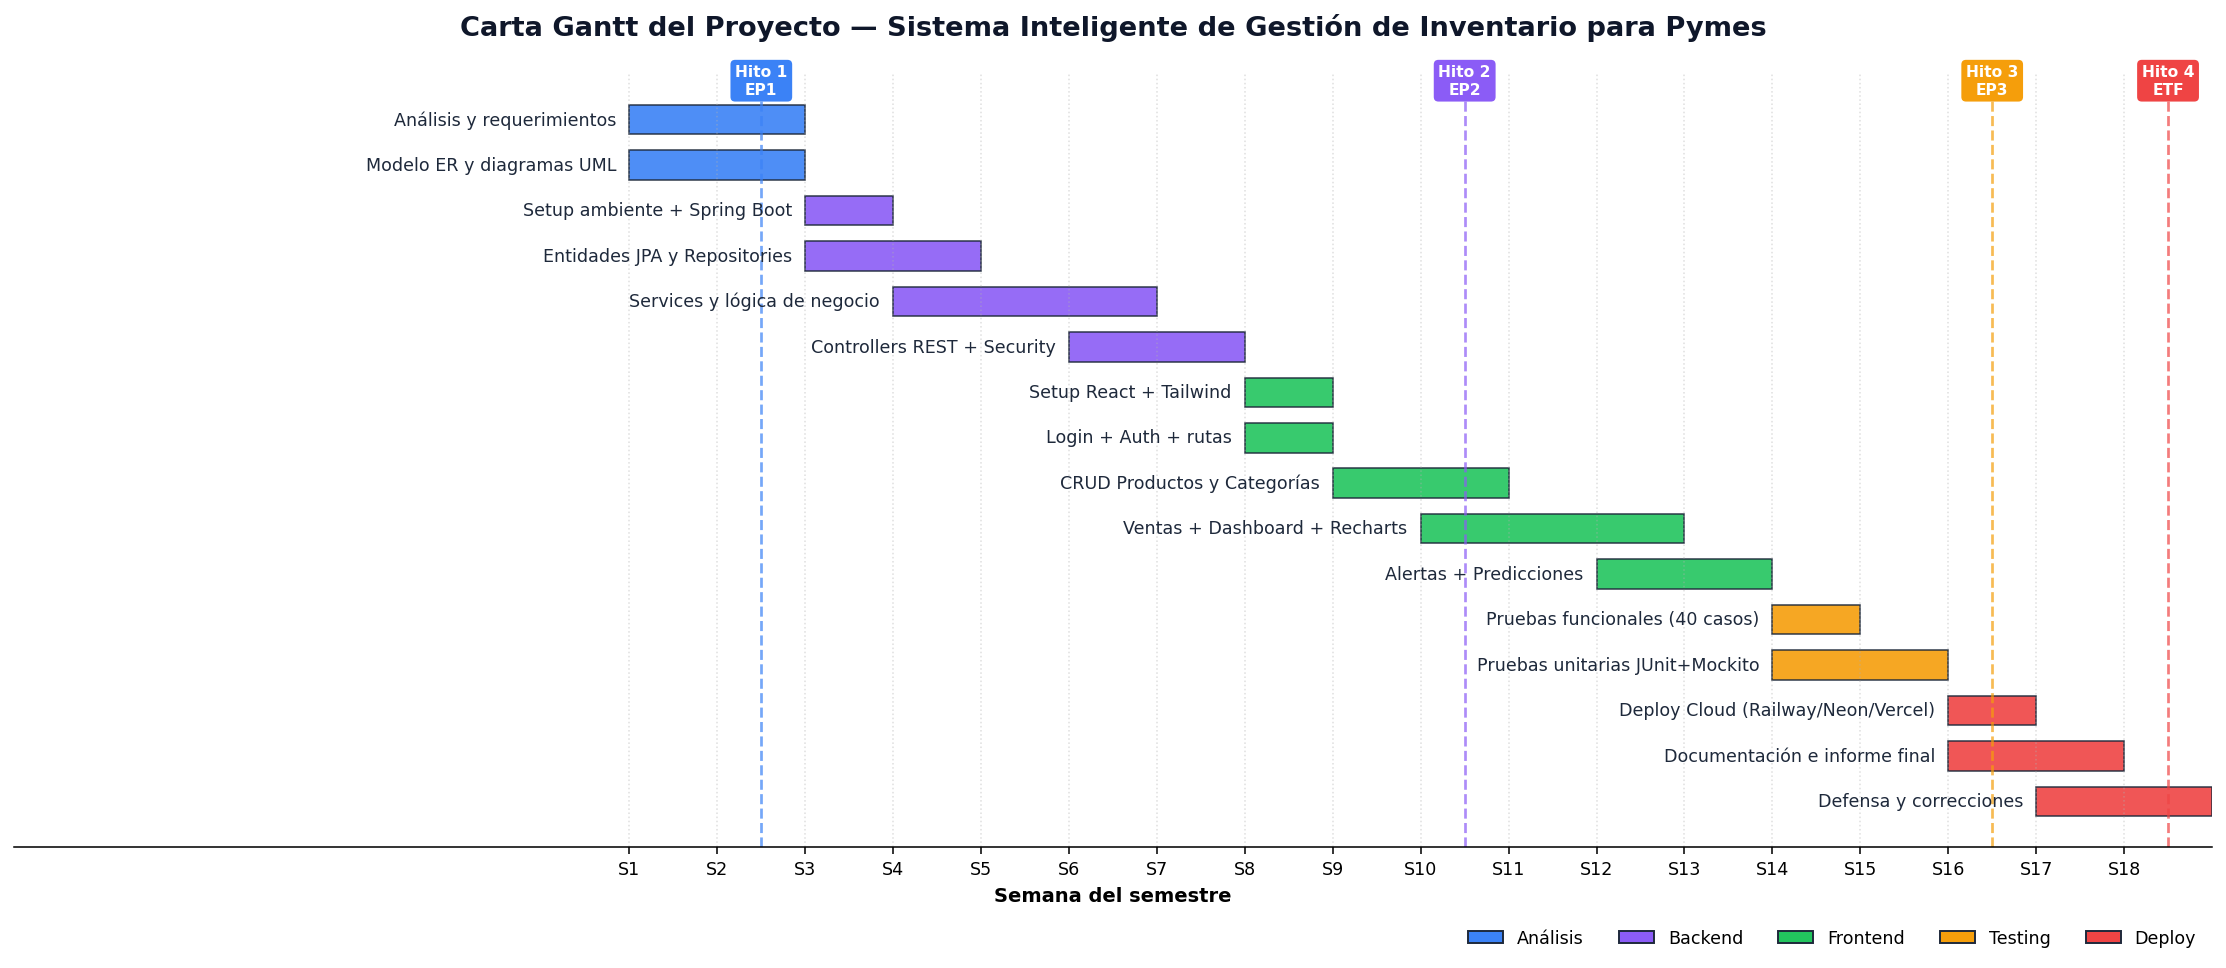 Carta Gantt del Proyecto — Sistema Inteligente de Gestión de Inventario para Pymes
Hito 1
EP1
Hito 2
EP2
Hito 3
EP3
Hito 4
ETF
Análisis y requerimientos
Modelo ER y diagramas UML
Setup ambiente + Spring Boot
Entidades JPA y Repositories
Services y lógica de negocio
Controllers REST + Security
Setup React + Tailwind
Login + Auth + rutas
CRUD Productos y Categorías
Ventas + Dashboard + Recharts
Alertas + Predicciones
Pruebas funcionales (40 casos)
Pruebas unitarias JUnit+Mockito
Deploy Cloud (Railway/Neon/Vercel)
Documentación e informe final
Defensa y correcciones
S1 S2 S3 S4 S5 S6 S7 S8 S9 S10 S11 S12 S13 S14 S15 S16 S17 S18
Semana del semestre
Análisis Backend Frontend Testing Deploy